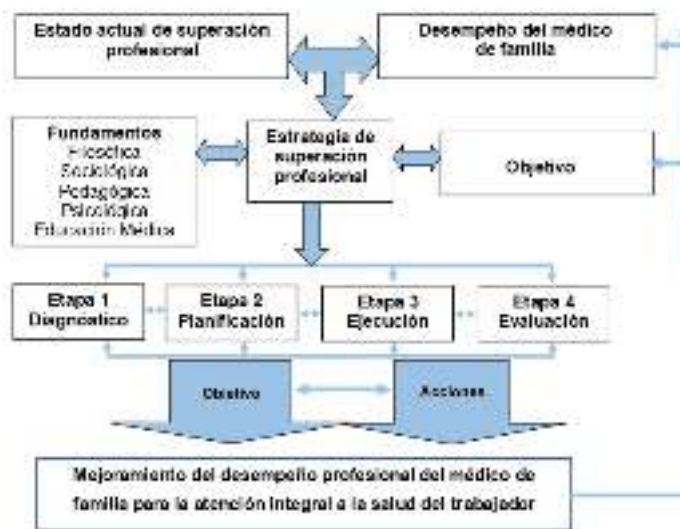 Estado actual de superación
profesional
Desempeño del médico
de familia
Fundamentos
Filosófica
Sociológica
Pedagógica
Psicológica
Educación Médica
Estrategia de
superación
profesional
Objetivo
Etapa 1
Diagnóstico
Etapa 2
Planificación
Etapa 3
Ejecución
Etapa 4
Evaluación
Objetivo
Acciones
Mejoramiento del desempeño profesional del médico de
familia para la atención integral a la salud del trabajador